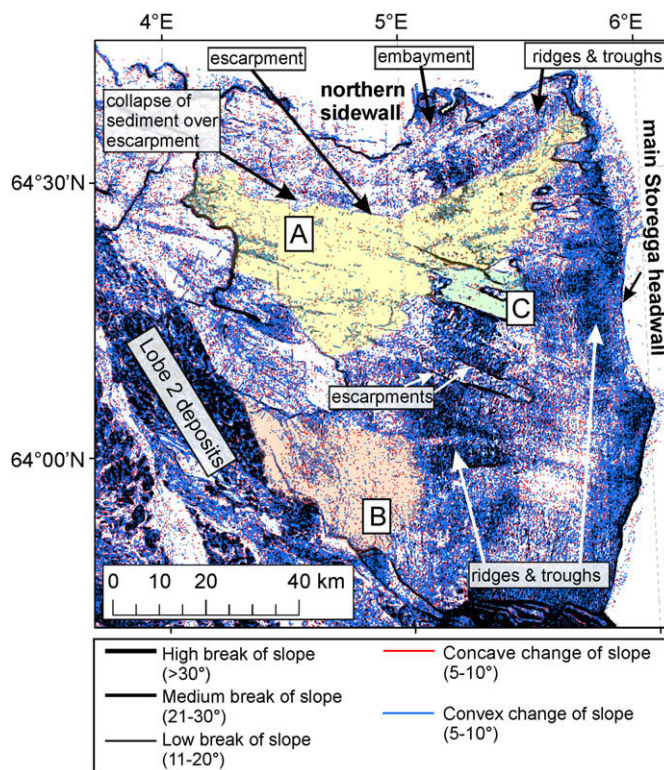 4°E
5°E
6°E
escarpment
embayment
ridges & troughs
northern
sidewall
collapse of
sediment over
escarpment
main Storegga headwall
64°30'N
A
C
Lobe 2 deposits
escarpments
64°00'N
B
ridges & troughs
0 10 20 40 km
High break of slope
(>30°)
Medium break of slope
(21-30°)
Low break of slope
(11-20°)
Concave change of slope
(5-10°)
Convex change of slope
(5-10°)